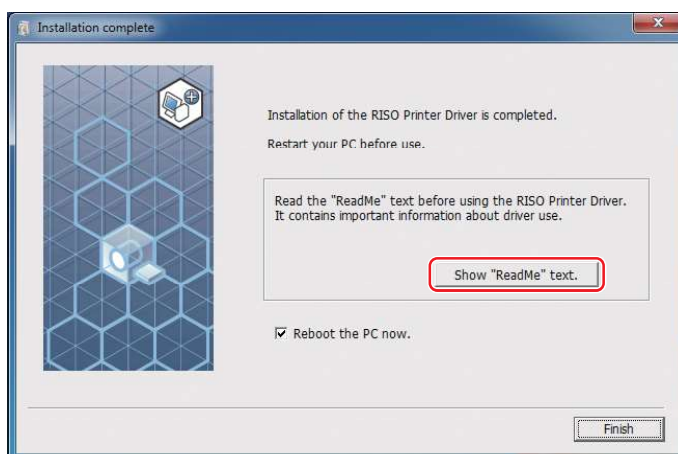 Installation complete
Installation of the RISO Printer Driver is completed.
Restart your PC before use.
Read the "ReadMe" text before using the RISO Printer Driver.
It contains important information about driver use.
Show "ReadMe" text.
Reboot the PC now.
Finish